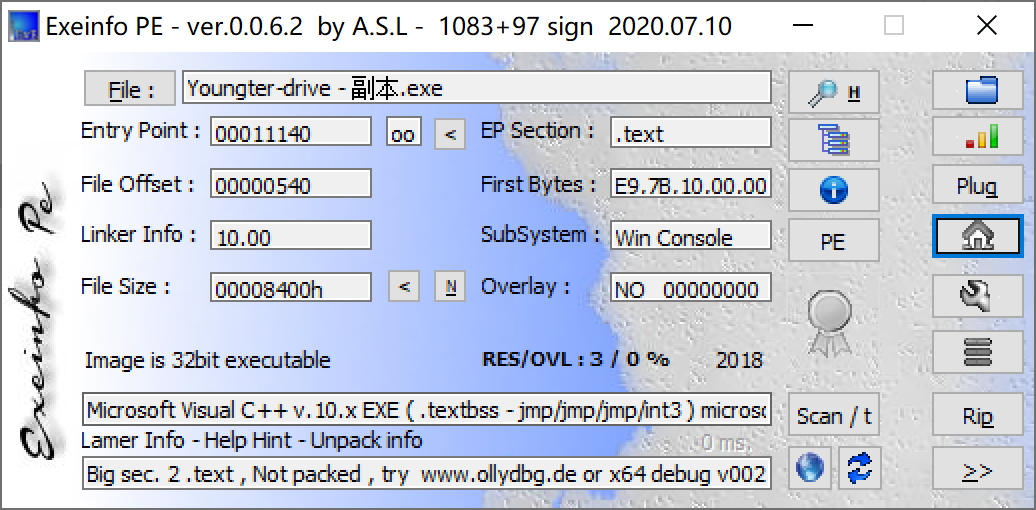 Exeinfo PE - ver.0.0.6.2 by A.S.L - 1083+97 sign 2020.07.10
File : Youngter-drive - 副本.exe H
Entry Point : 00011140 oo < EP Section : .text
File Offset : 00000540 First Bytes : E9.7B.10.00.00 Plug
Linker Info : 10.00 SubSystem : Win Console PE
File Size : 00008400h < N Overlay : NO 00000000
Image is 32bit executable RES/OVL : 3 / 0 % 2018
Microsoft Visual C++ v. 10.x EXE ( .textbss - jmp/jmp/jmp/int3 ) microsc Scan / t Rip
Lamer Info - Help Hint - Unpack info 0 ms.
Big sec. 2 .text , Not packed , try www.ollydbg.de or x64 debug v002 >>
Exeinfo Pe